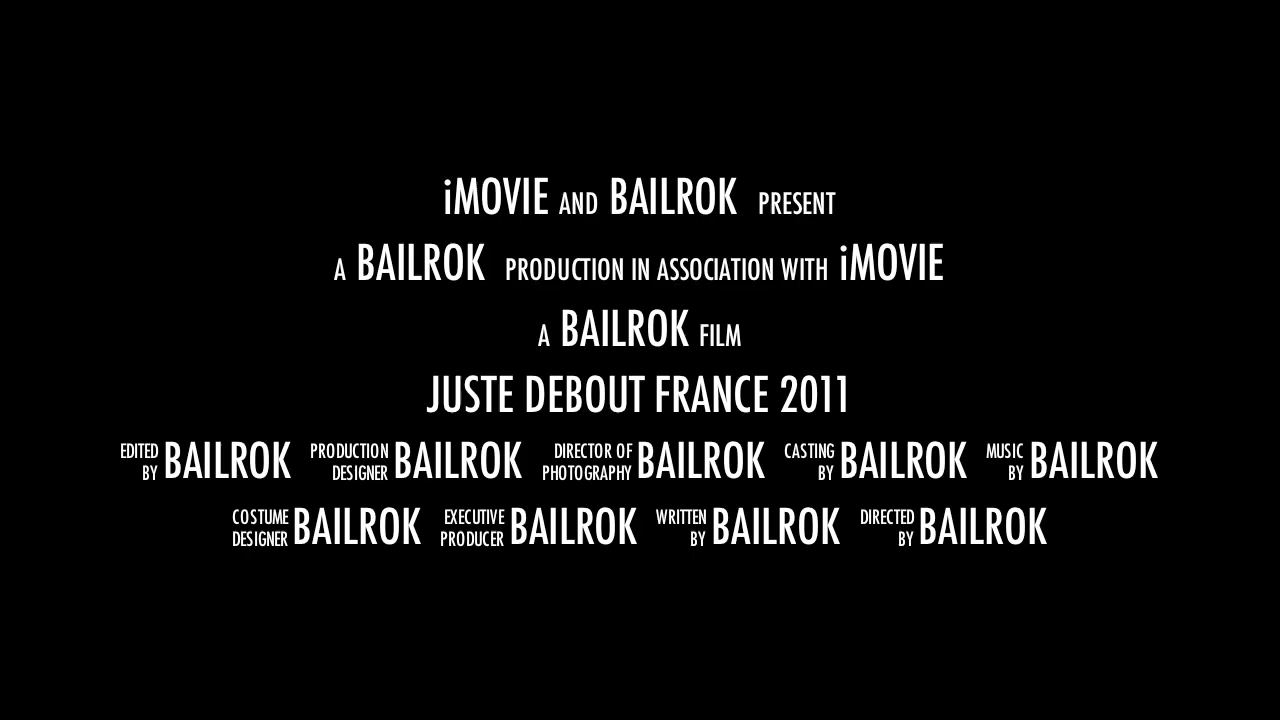 iMOVIE AND BAILROK PRESENT
A BAILROK PRODUCTION IN ASSOCIATION WITH iMOVIE
A BAILROK FILM
JUSTE DEBOUT FRANCE 2011
EDITED BY BAILROK PRODUCTION DESIGNER BAILROK DIRECTOR OF PHOTOGRAPHY BAILROK CASTING BY BAILROK MUSIC BY BAILROK
COSTUME DESIGNER BAILROK EXECUTIVE PRODUCER BAILROK WRITTEN BY BAILROK DIRECTED BY BAILROK